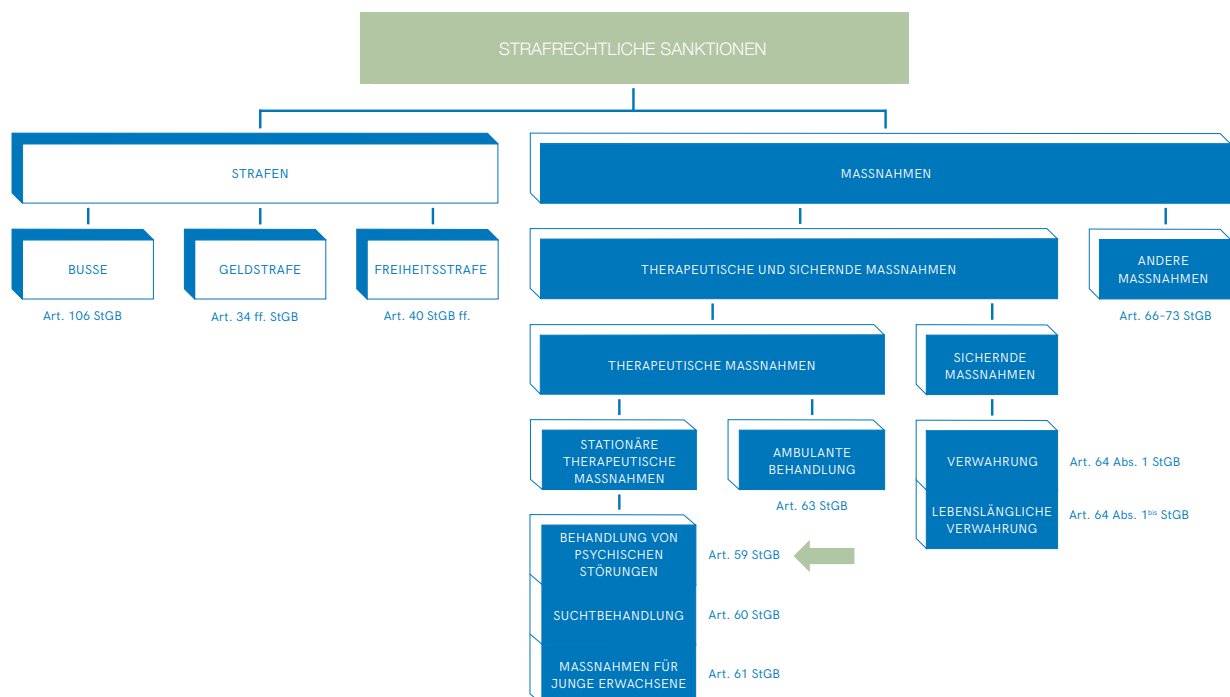 STRAFRECHTLICHE SANKTIONEN
STRAFEN
MASSNAHMEN
BUSSE
GELDSTRAFE
FREIHEITSSTRAFE
THERAPEUTISCHE UND SICHERNDE MASSNAHMEN
ANDERE
MASSNAHMEN
Art. 106 StGB
Art. 34 ff. StGB
Art. 40 StGB ff.
Art. 66–73 StGB
THERAPEUTISCHE MASSNAHMEN
SICHERNDE
MASSNAHMEN
STATIONÄRE
THERAPEUTISCHE
MASSNAHMEN
AMBULANTE
BEHANDLUNG
VERWAHRUNG
Art. 64 Abs. 1 StGB
Art. 63 StGB
LEBENSLÄNGLICHE
VERWAHRUNG
Art. 64 Abs. 1bis StGB
BEHANDLUNG VON
PSYCHISCHEN
STÖRUNGEN
Art. 59 StGB
SUCHTBEHANDLUNG
Art. 60 StGB
MASSNAHMEN FÜR
JUNGE ERWACHSENE
Art. 61 StGB